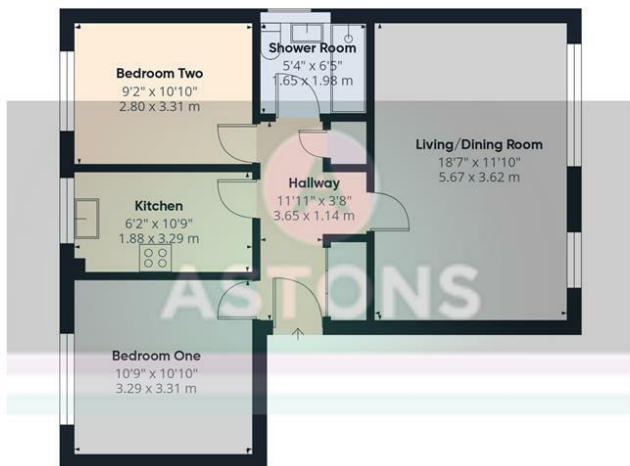 Bedroom Two
9'2" x 10'10"
2.80 x 3.31 m
Shower Room
5'4" x 6'5"
1.65 x 1.98 m
Living/Dining Room
18'7" x 11'10"
5.67 x 3.62 m
Hallway
11'11" x 3'8"
3.65 x 1.14 m
Kitchen
6'2" x 10'9"
1.88 x 3.29 m
ASTONS
Bedroom One
10'9" x 10'10"
3.29 x 3.31 m